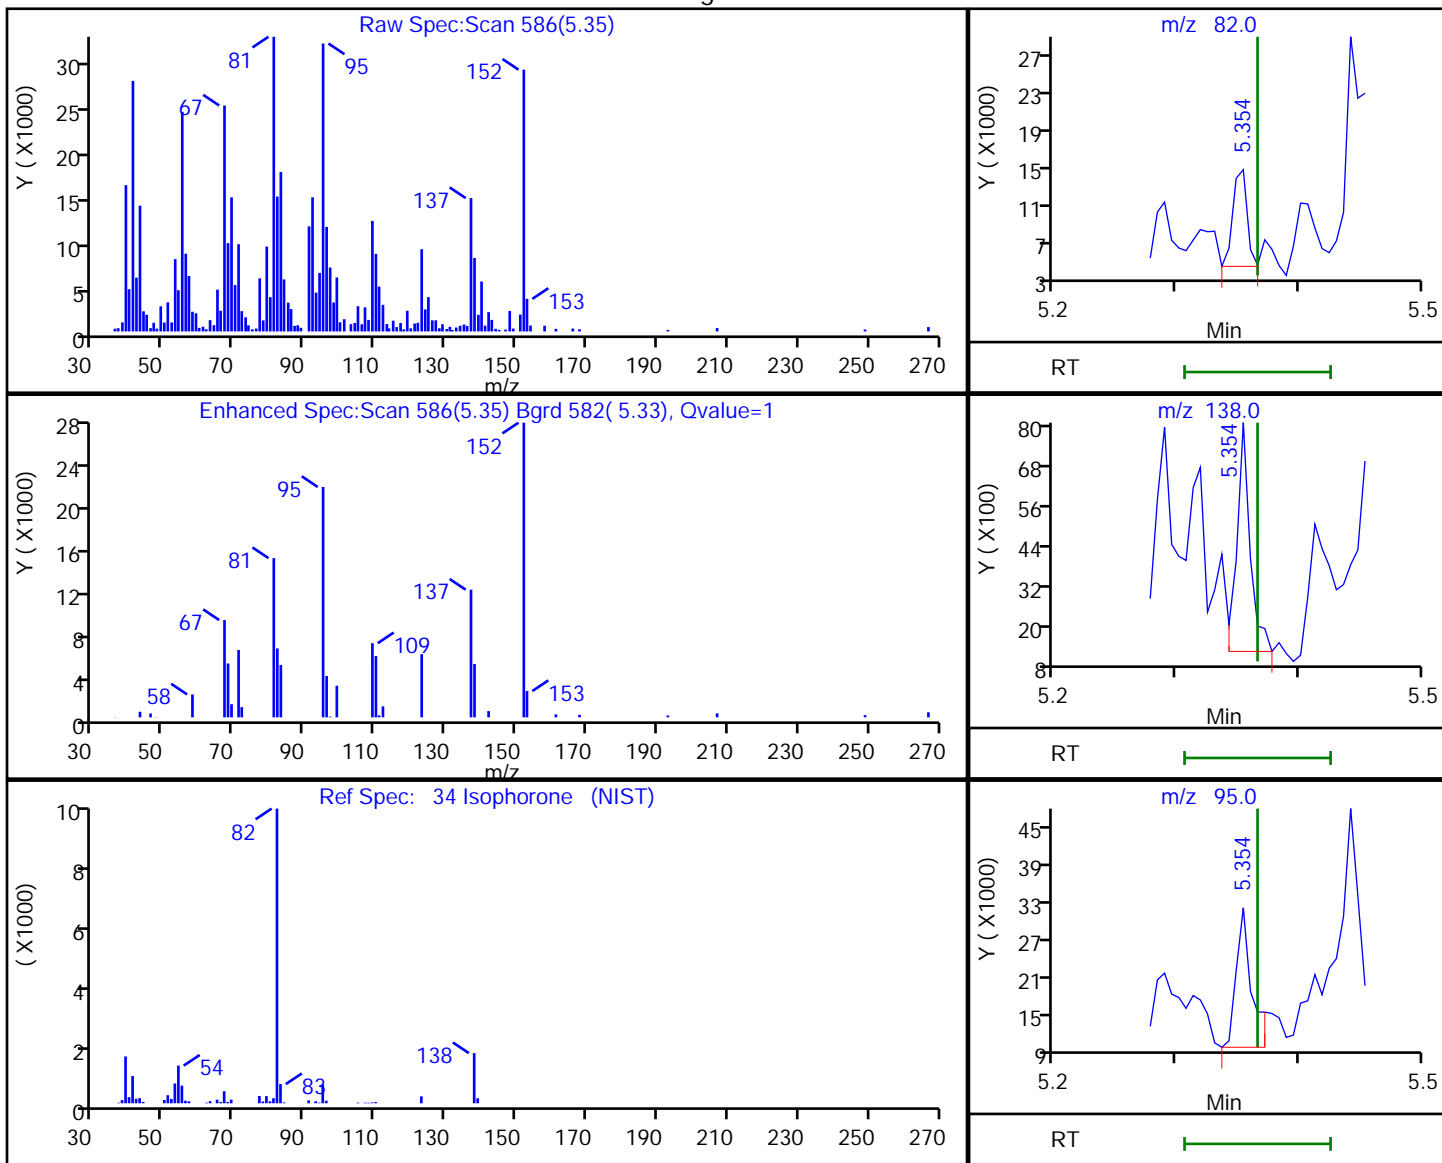 Raw Spec:Scan 586(5.35)
Y ( X1000)
30
25
20
15
10
5
0
67
81
95
137
152
153
30 50 70 90 110 130 150 170 190 210 230 250 270
m/z
m/z 82.0
Y ( X1000)
27
23
19
15
11
7
3
5.354
5.2 5.5
Min
RT
Enhanced Spec:Scan 586(5.35) Bgrd 582( 5.33), Qvalue=1
Y ( X1000)
28
24
20
16
12
8
4
0
58
67
81
95
109
137
152
153
30 50 70 90 110 130 150 170 190 210 230 250 270
m/z
m/z 138.0
Y ( X100)
80
68
56
44
32
20
8
5.354
5.2 5.5
Min
RT
Ref Spec: 34 Isophorone (NIST)
( X1000)
10
8
6
4
2
0
54
82
83
138
30 50 70 90 110 130 150 170 190 210 230 250 270
m/z 95.0
Y ( X1000)
45
39
33
27
21
15
9
5.354
5.2 5.5
Min
RT